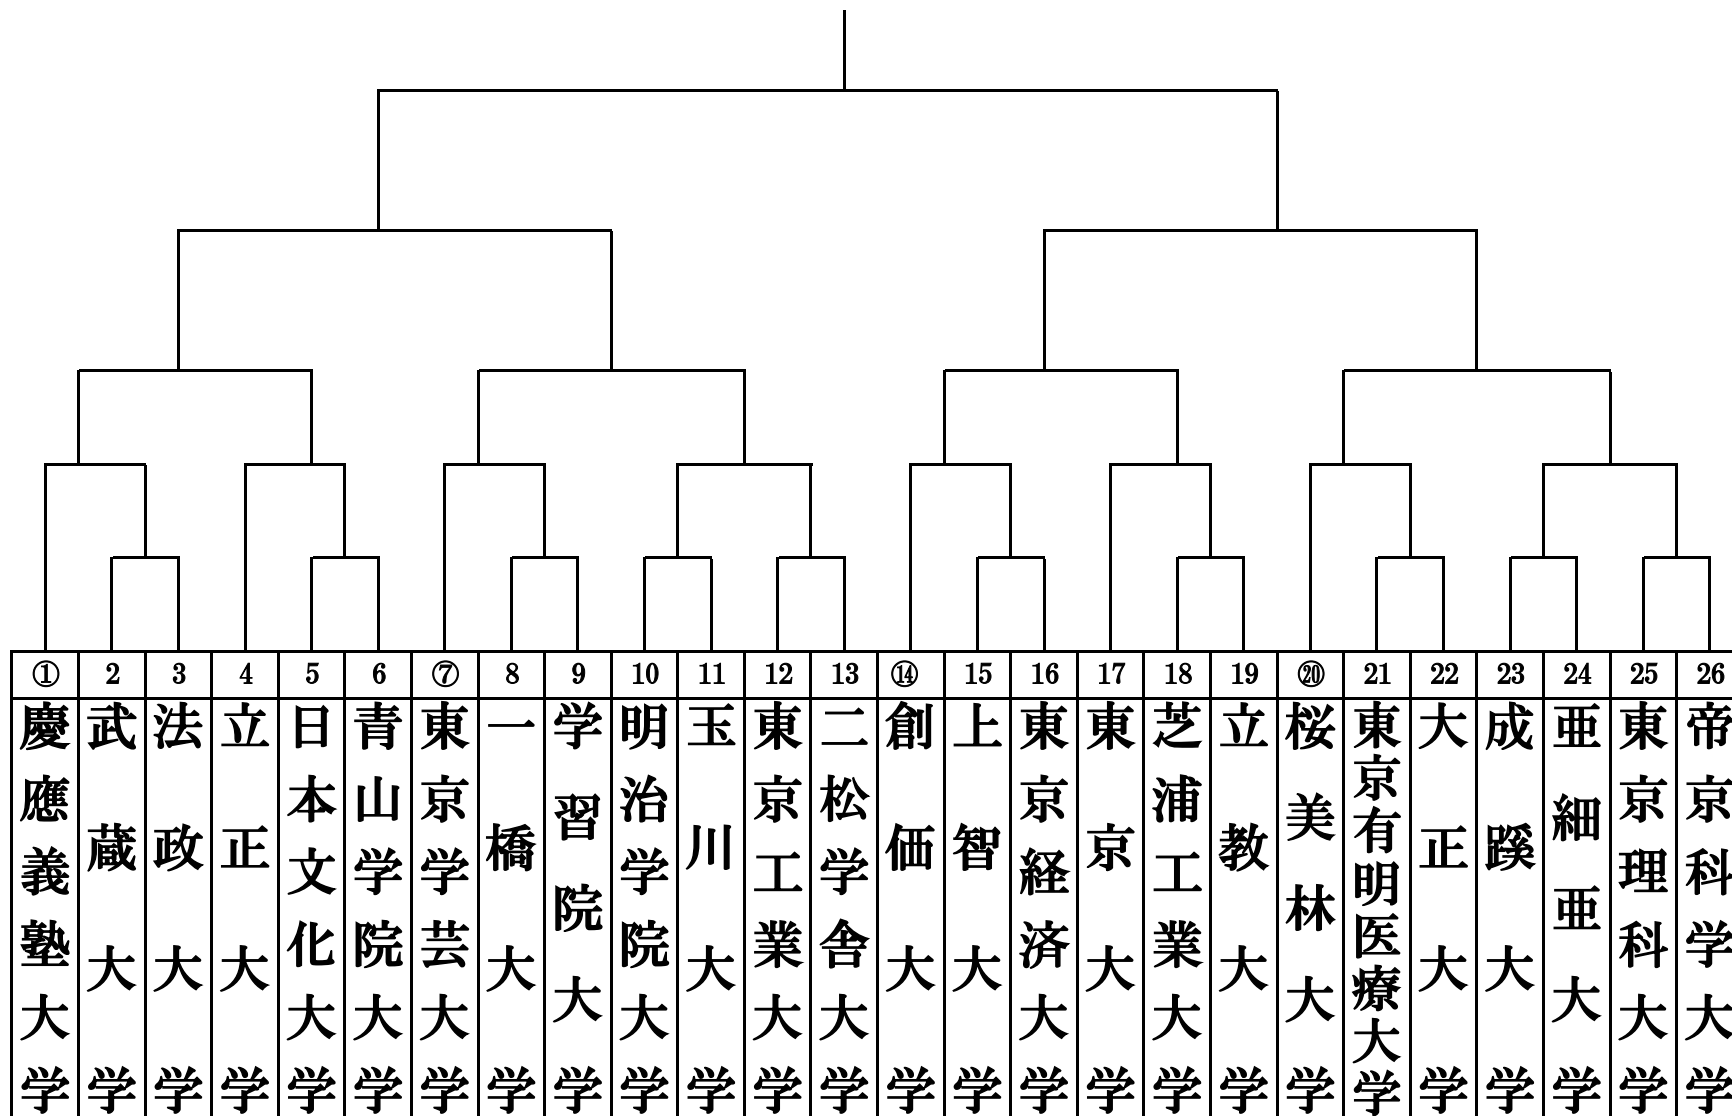 ① 2 3 4 5 6 ⑦ 8 9 10 11 12 13 ⑭ 15 16 17 18 19 ⑳ 21 22 23 24 25 26
慶應義塾大学
武蔵大学
法政大学
立正大学
日本文化大学
青山学院大学
東京学芸大学
一橋大学
学習院大学
明治学院大学
玉川大学
東京工業大学
二松学舎大学
創価大学
上智大学
東京経済大学
東京大学
芝浦工業大学
立教大学
桜美林大学
東京有明医療大学
大正大学
成蹊大学
亜細亜大学
東京理科大学
帝京科学大学